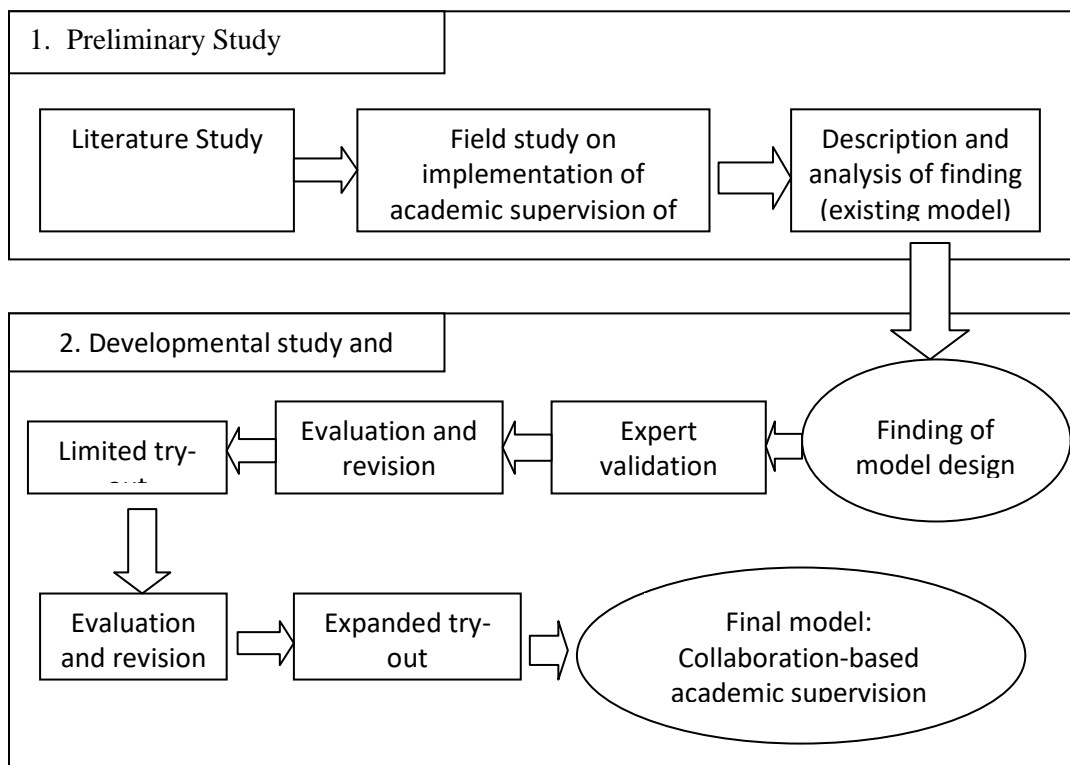 1. Preliminary Study
Literature Study
Field study on
implementation of
academic supervision of
Description and
analysis of finding
(existing model)
2. Developmental study and
Finding of
model design
Expert
validation
Evaluation and
revision
Limited try-
out
Evaluation
and revision
Expanded try-
out
Final model:
Collaboration-based
academic supervision